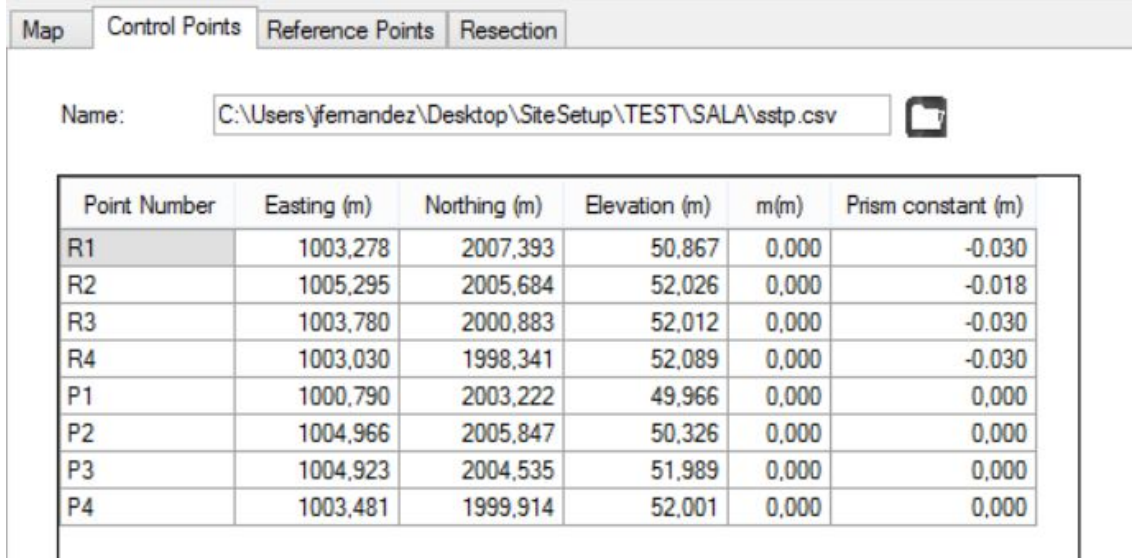 Map Control Points Reference Points Resection
Name: C:\Users\jfernandez\Desktop\SiteSetup\TEST\SALA\sstp.csv
Point Number Easting (m) Northing (m) Elevation (m) m(m) Prism constant (m)
R1 1003,278 2007,393 50,867 0,000 -0.030
R2 1005,295 2005,684 52,026 0,000 -0.018
R3 1003,780 2000,883 52,012 0,000 -0.030
R4 1003,030 1998,341 52,089 0,000 -0.030
P1 1000,790 2003,222 49,966 0,000 0,000
P2 1004,966 2005,847 50,326 0,000 0,000
P3 1004,923 2004,535 51,989 0,000 0,000
P4 1003,481 1999,914 52,001 0,000 0,000